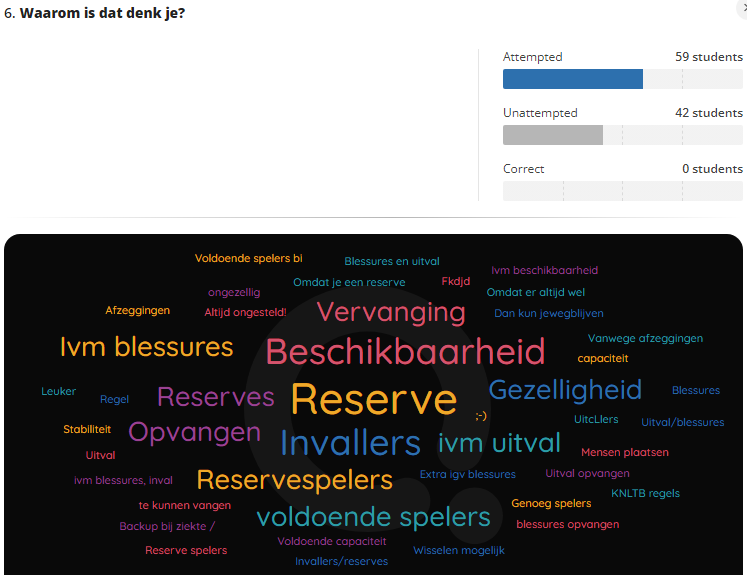 6. Waarom is dat denk je?
Attempted 59 students
Unattempted 42 students
Correct 0 students
Voldoende spelers bi
Blessures en uitval
Ivm beschikbaarheid
Omdat je een reserve
Fkdjd
ongezellig
Omdat er altijd wel
Afzeggingen
Altijd ongesteld!
Vervanging
Dan kun jewegblijven
Ivm blessures
Beschikbaarheid
Vanwege afzeggingen
capaciteit
Leuker
Regel
Reserves
Reserve
Gezelligheid
Blessures
;-)
UitcLlers
Uitval/blessures
Stabiliteit
Opvangen
Invallers
ivm uitval
Uitval
Mensen plaatsen
ivm blessures, inval
Reservespelers
Extra igv blessures
Uitval opvangen
KNLTB regels
te kunnen vangen
Genoeg spelers
Backup bij ziekte /
voldoende spelers
blessures opvangen
Reserve spelers
Voldoende capaciteit
Wisselen mogelijk
Invallers/reserves